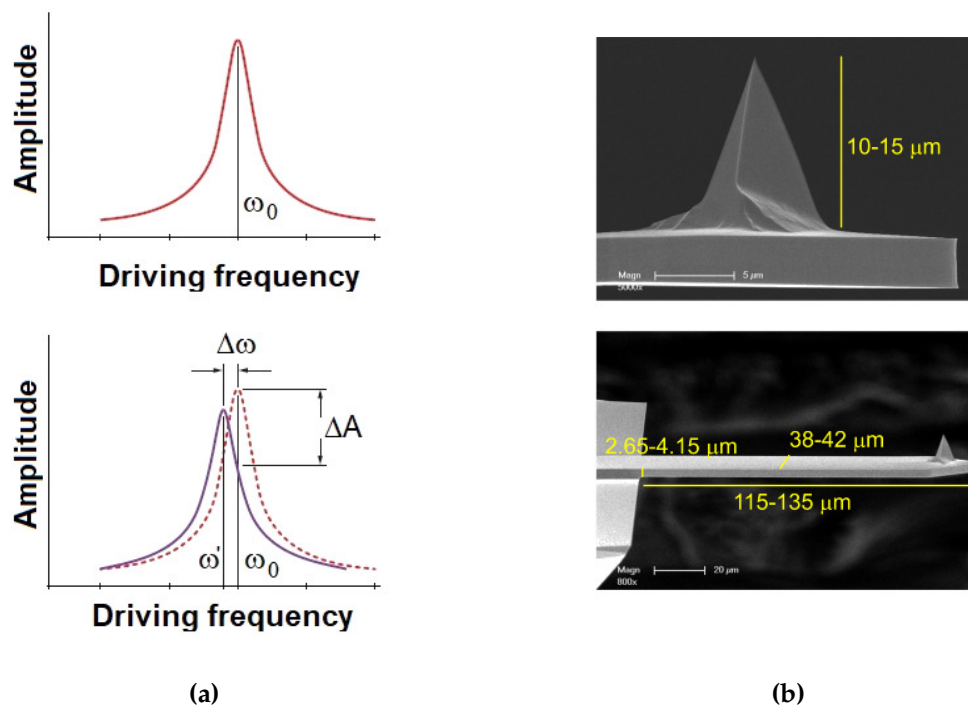 Amplitude
ω0
Driving frequency
10-15 μm
Magn
5000x
5 μm
Δω
Amplitude
ΔA
ω' ω0
Driving frequency
2.65-4.15 μm
38-42 μm
115-135 μm
Magn
800x
20 μm
(a)
(b)